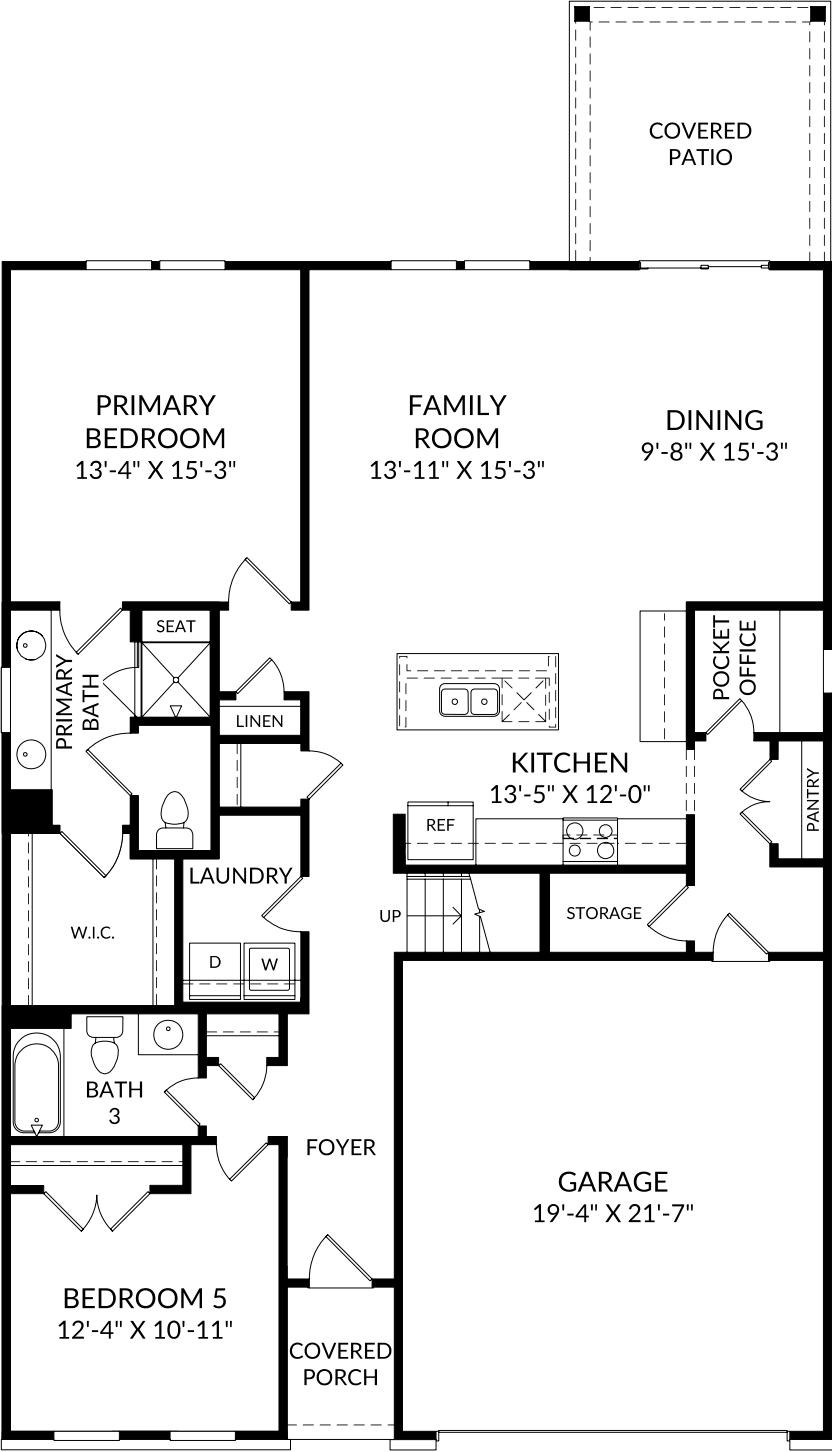 COVERED
PATIO
PRIMARY
BEDROOM
13'-4" X 15'-3"
FAMILY
ROOM
13'-11" X 15'-3"
DINING
9'-8" X 15'-3"
SEAT
PRIMARY
BATH
LINEN
POCKET
OFFICE
KITCHEN
13'-5" X 12'-0"
PANTRY
REF
LAUNDRY
UP
STORAGE
W.I.C.
D
W
BATH
3
FOYER
GARAGE
19'-4" X 21'-7"
BEDROOM 5
12'-4" X 10'-11"
COVERED
PORCH